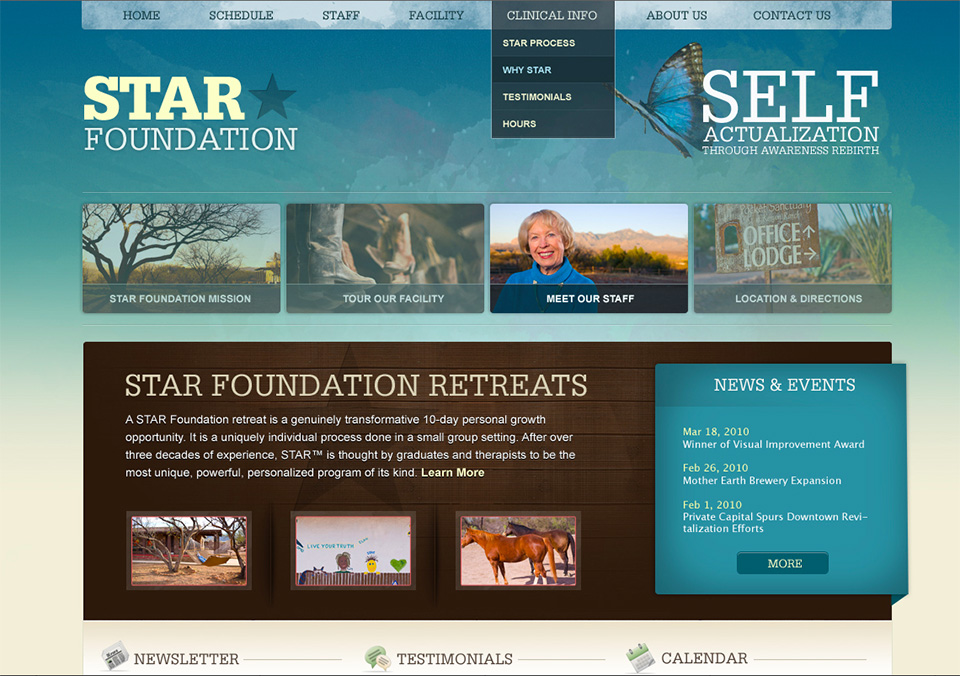 HOME SCHEDULE STAFF FACILITY CLINICAL INFO ABOUT US CONTACT US
STAR PROCESS
WHY STAR
TESTIMONIALS
HOURS
STAR
FOUNDATION
SELF
ACTUALIZATION
THROUGH AWARENESS REBIRTH
OFFICE
LODGE
STAR FOUNDATION MISSION
TOUR OUR FACILITY
MEET OUR STAFF
LOCATION & DIRECTIONS
STAR FOUNDATION RETREATS
A STAR Foundation retreat is a genuinely transformative 10-day personal growth
opportunity. It is a uniquely individual process done in a small group setting. After over
three decades of experience, STAR™ is thought by graduates and therapists to be the
most unique, powerful, personalized program of its kind. Learn More
LIVE YOUR TRUTH
NEWS & EVENTS
Mar 18, 2010
Winner of Visual Improvement Award
Feb 26, 2010
Mother Earth Brewery Expansion
Feb 1, 2010
Private Capital Spurs Downtown Revi-
talization Efforts
MORE
NEWSLETTER
TESTIMONIALS
CALENDAR